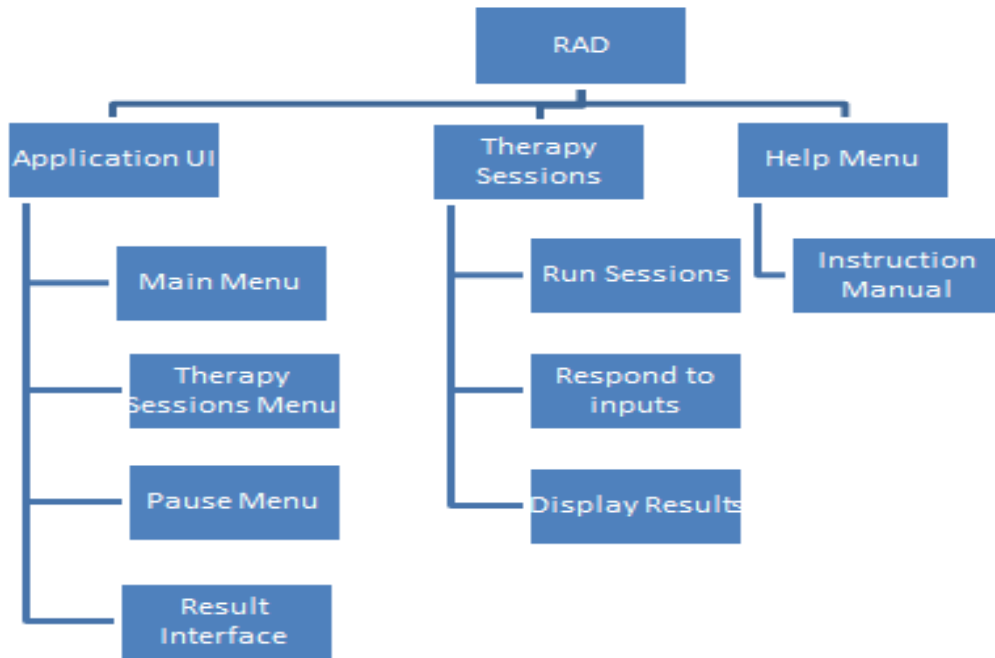 RAD
Application UI
Therapy
Sessions
Help Menu
Main Menu
Therapy
Sessions Menu
Pause Menu
Result
Interface
Run Sessions
Respond to
inputs
Display Results
Instruction
Manual